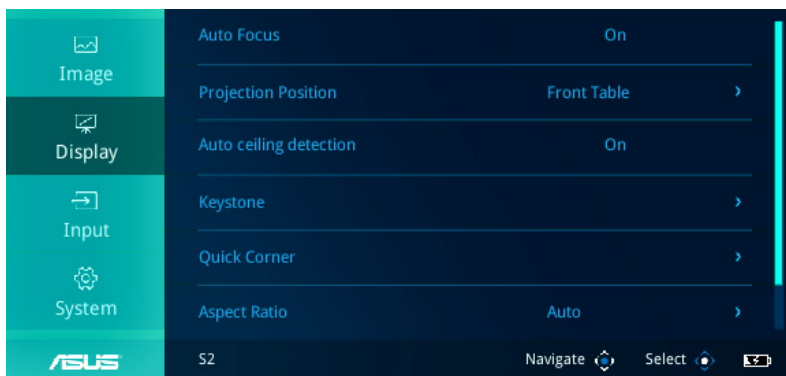 Image
Display
Input
System
Auto Focus On
Projection Position Front Table
Auto ceiling detection On
Keystone
Quick Corner
Aspect Ratio Auto
ASUS S2 Navigate Select